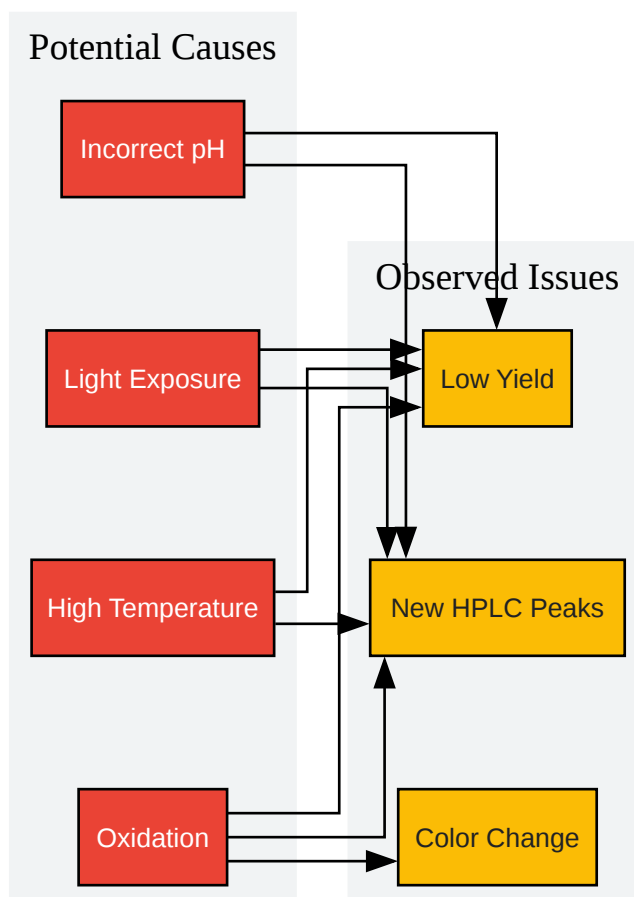 Potential Causes
Incorrect pH
Observed Issues
Light Exposure
Low Yield
High Temperature
New HPLC Peaks
Oxidation
Color Change